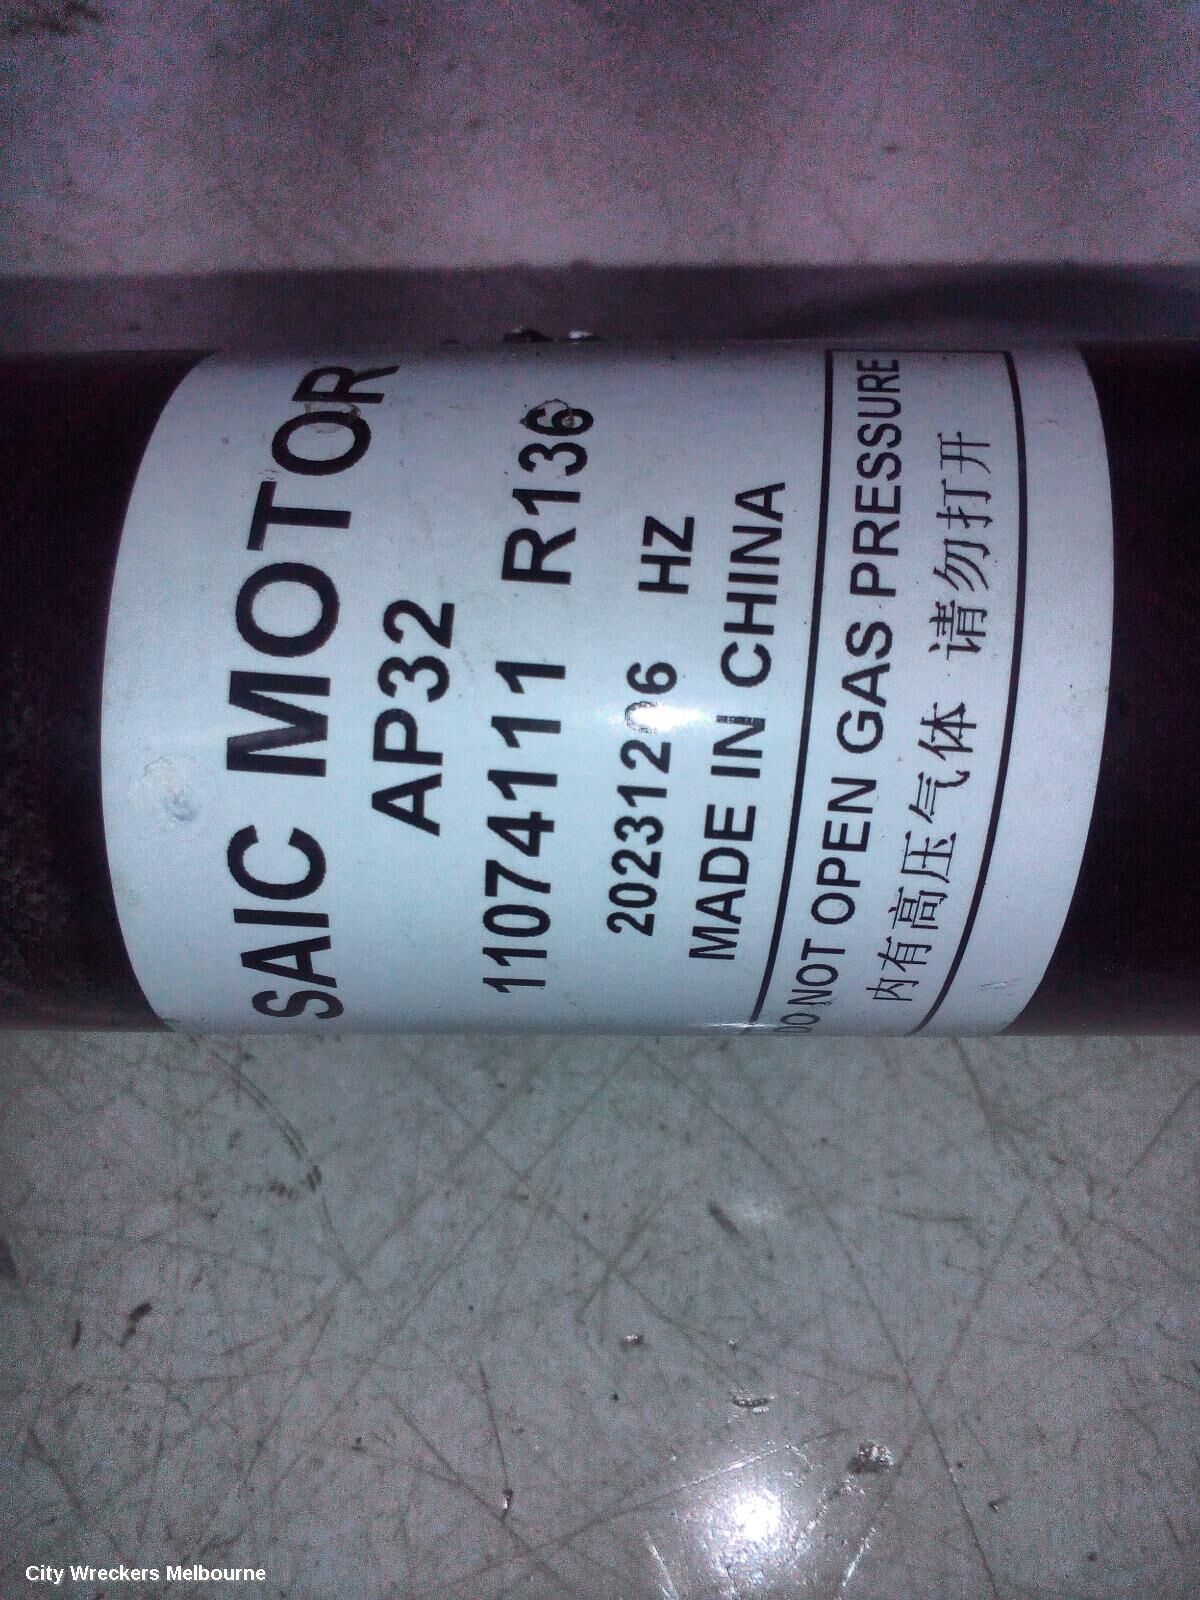 SAIC MOTOR
AP32
11074111 R136
20231206 HZ
MADE IN CHINA
DO NOT OPEN GAS PRESSURE
内有高压气体 请勿打开
City Wreckers Melbourne